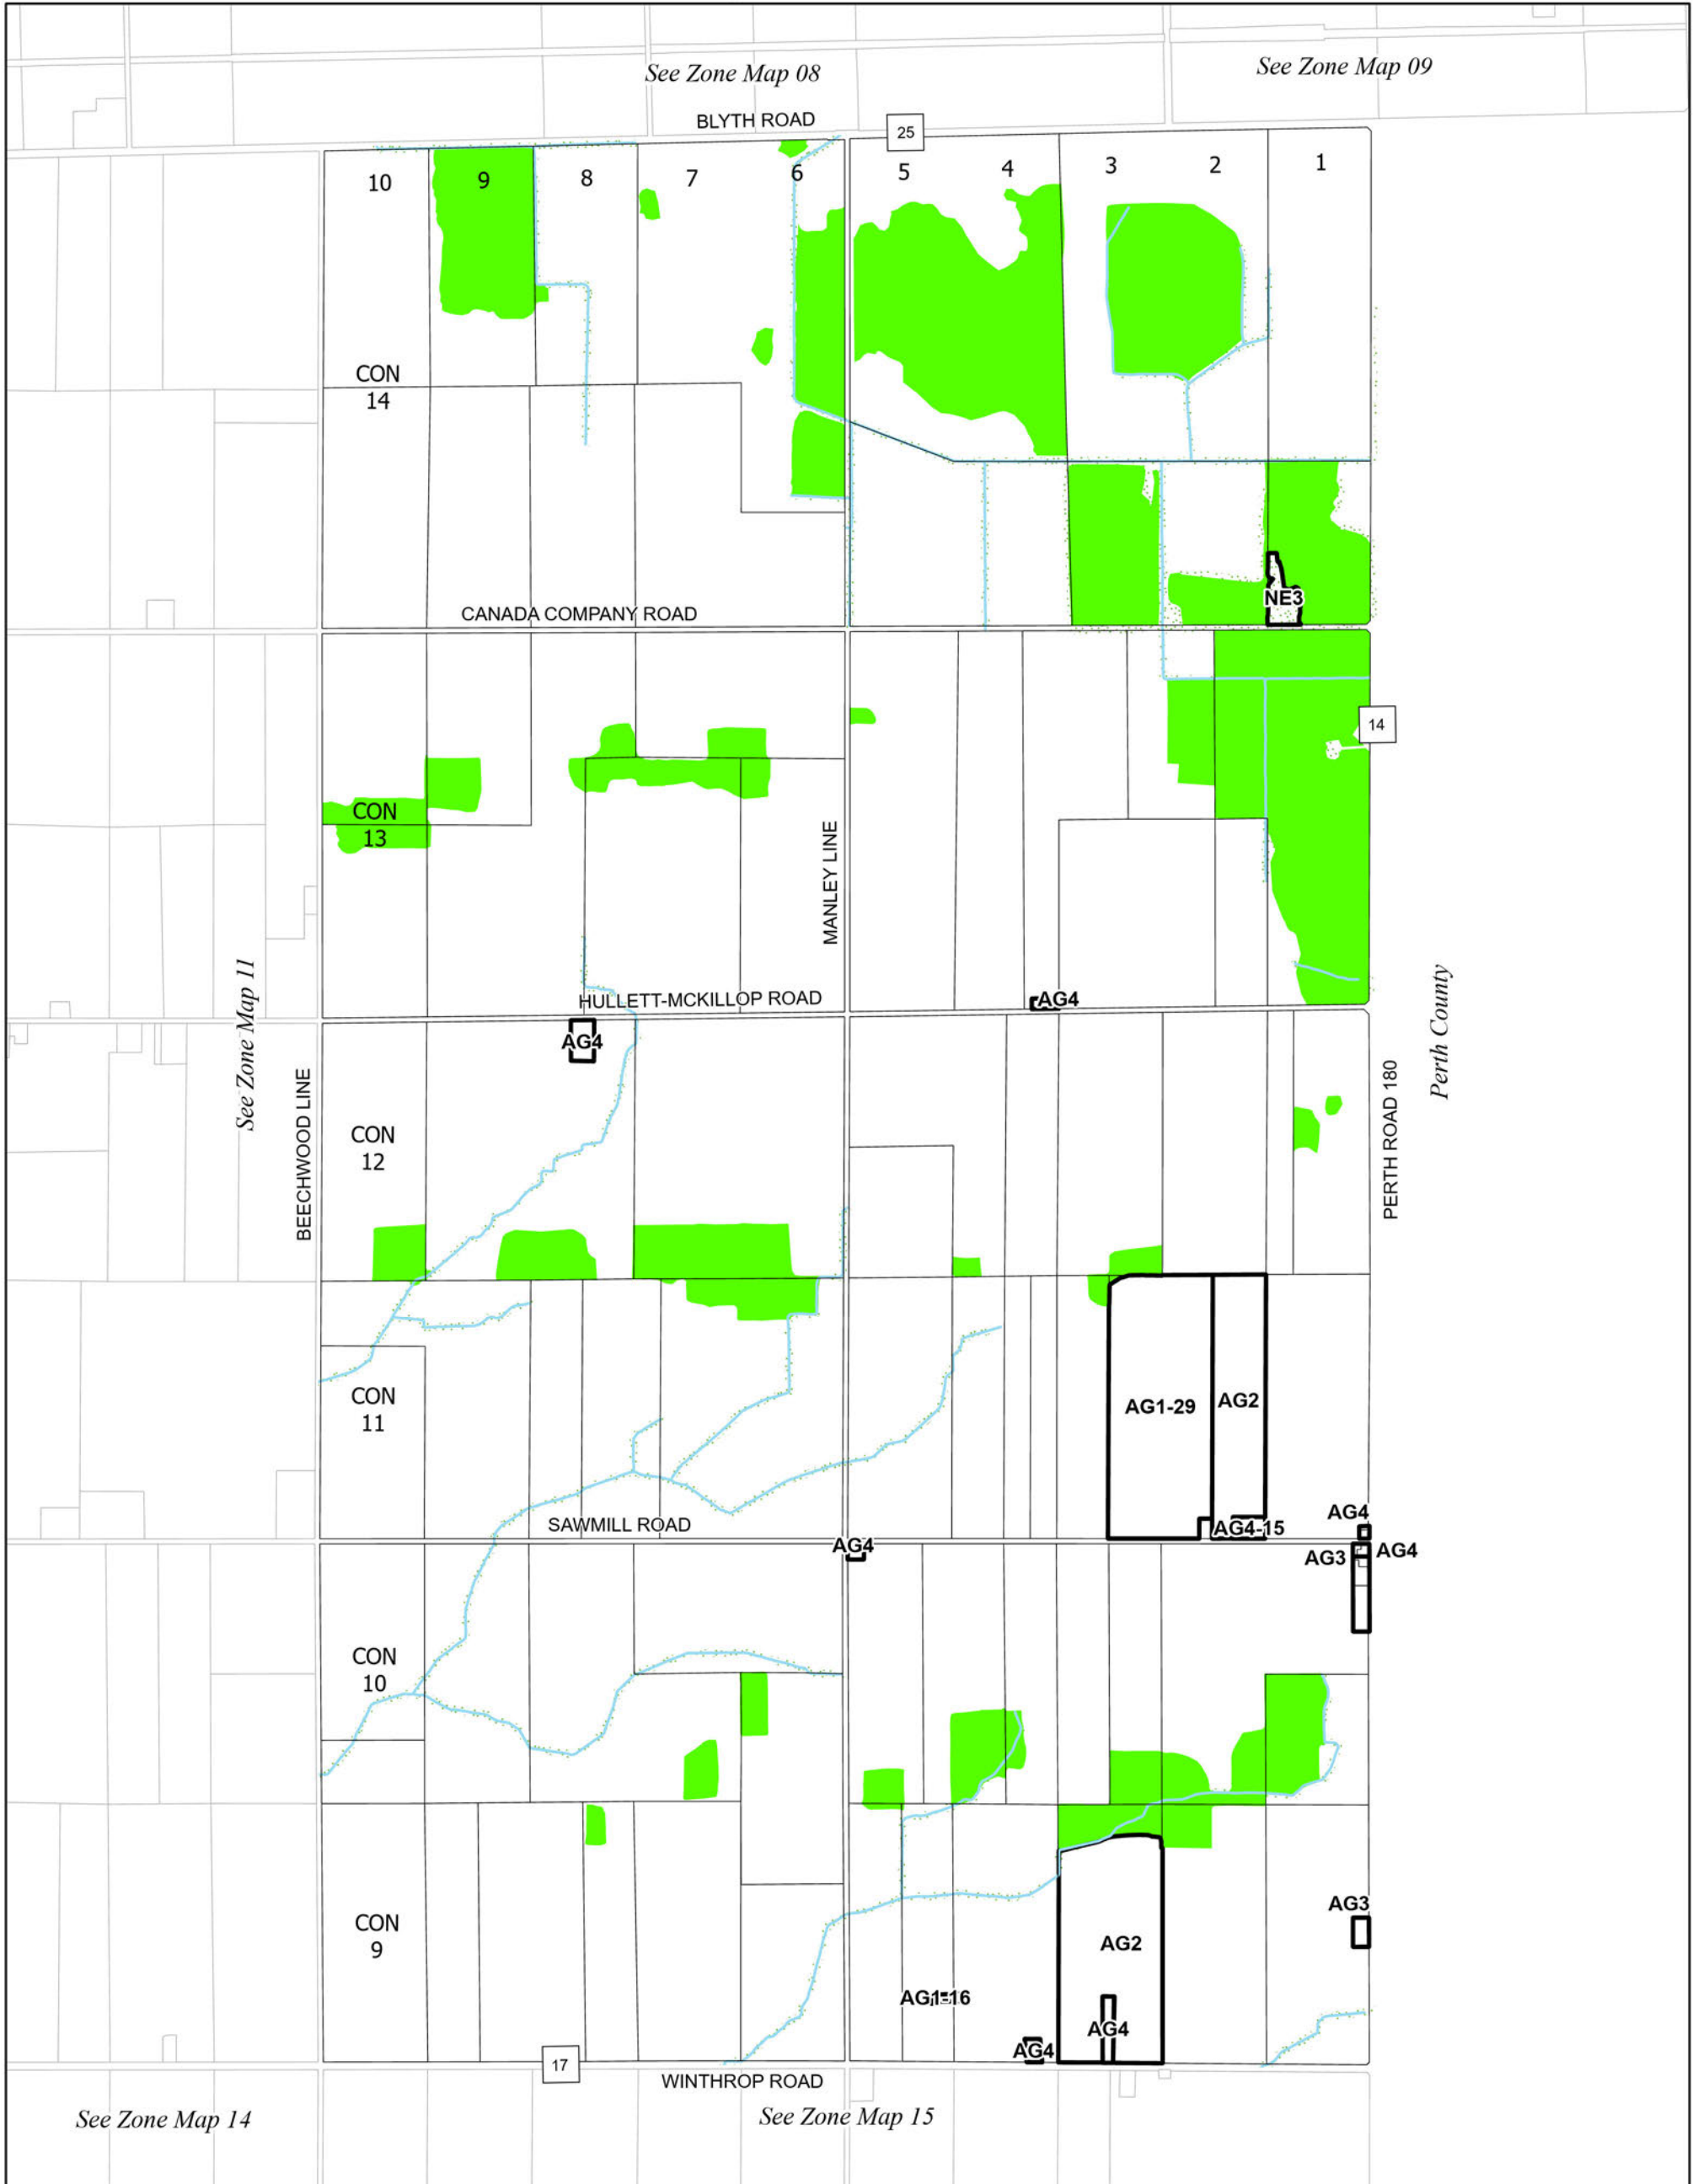 See Zone Map 08
See Zone Map 09
BLYTH ROAD
25
10
9
8
7
6
5
4
3
2
1
CON
14
NE3
CANADA COMPANY ROAD
14
CON
13
MANLEY LINE
See Zone Map 11
HULLETT-MCKILLOP ROAD
AG4
Perth County
AG4
BEECHWOOD LINE
PERTH ROAD 180
CON
12
CON
11
AG1-29
AG2
AG4
SAWMILL ROAD
AG4-15
AG4
AG3
AG4
CON
10
AG3
CON
9
AG2
AG1-16
AG4
AG4
17
WINTHROP ROAD
See Zone Map 14
See Zone Map 15